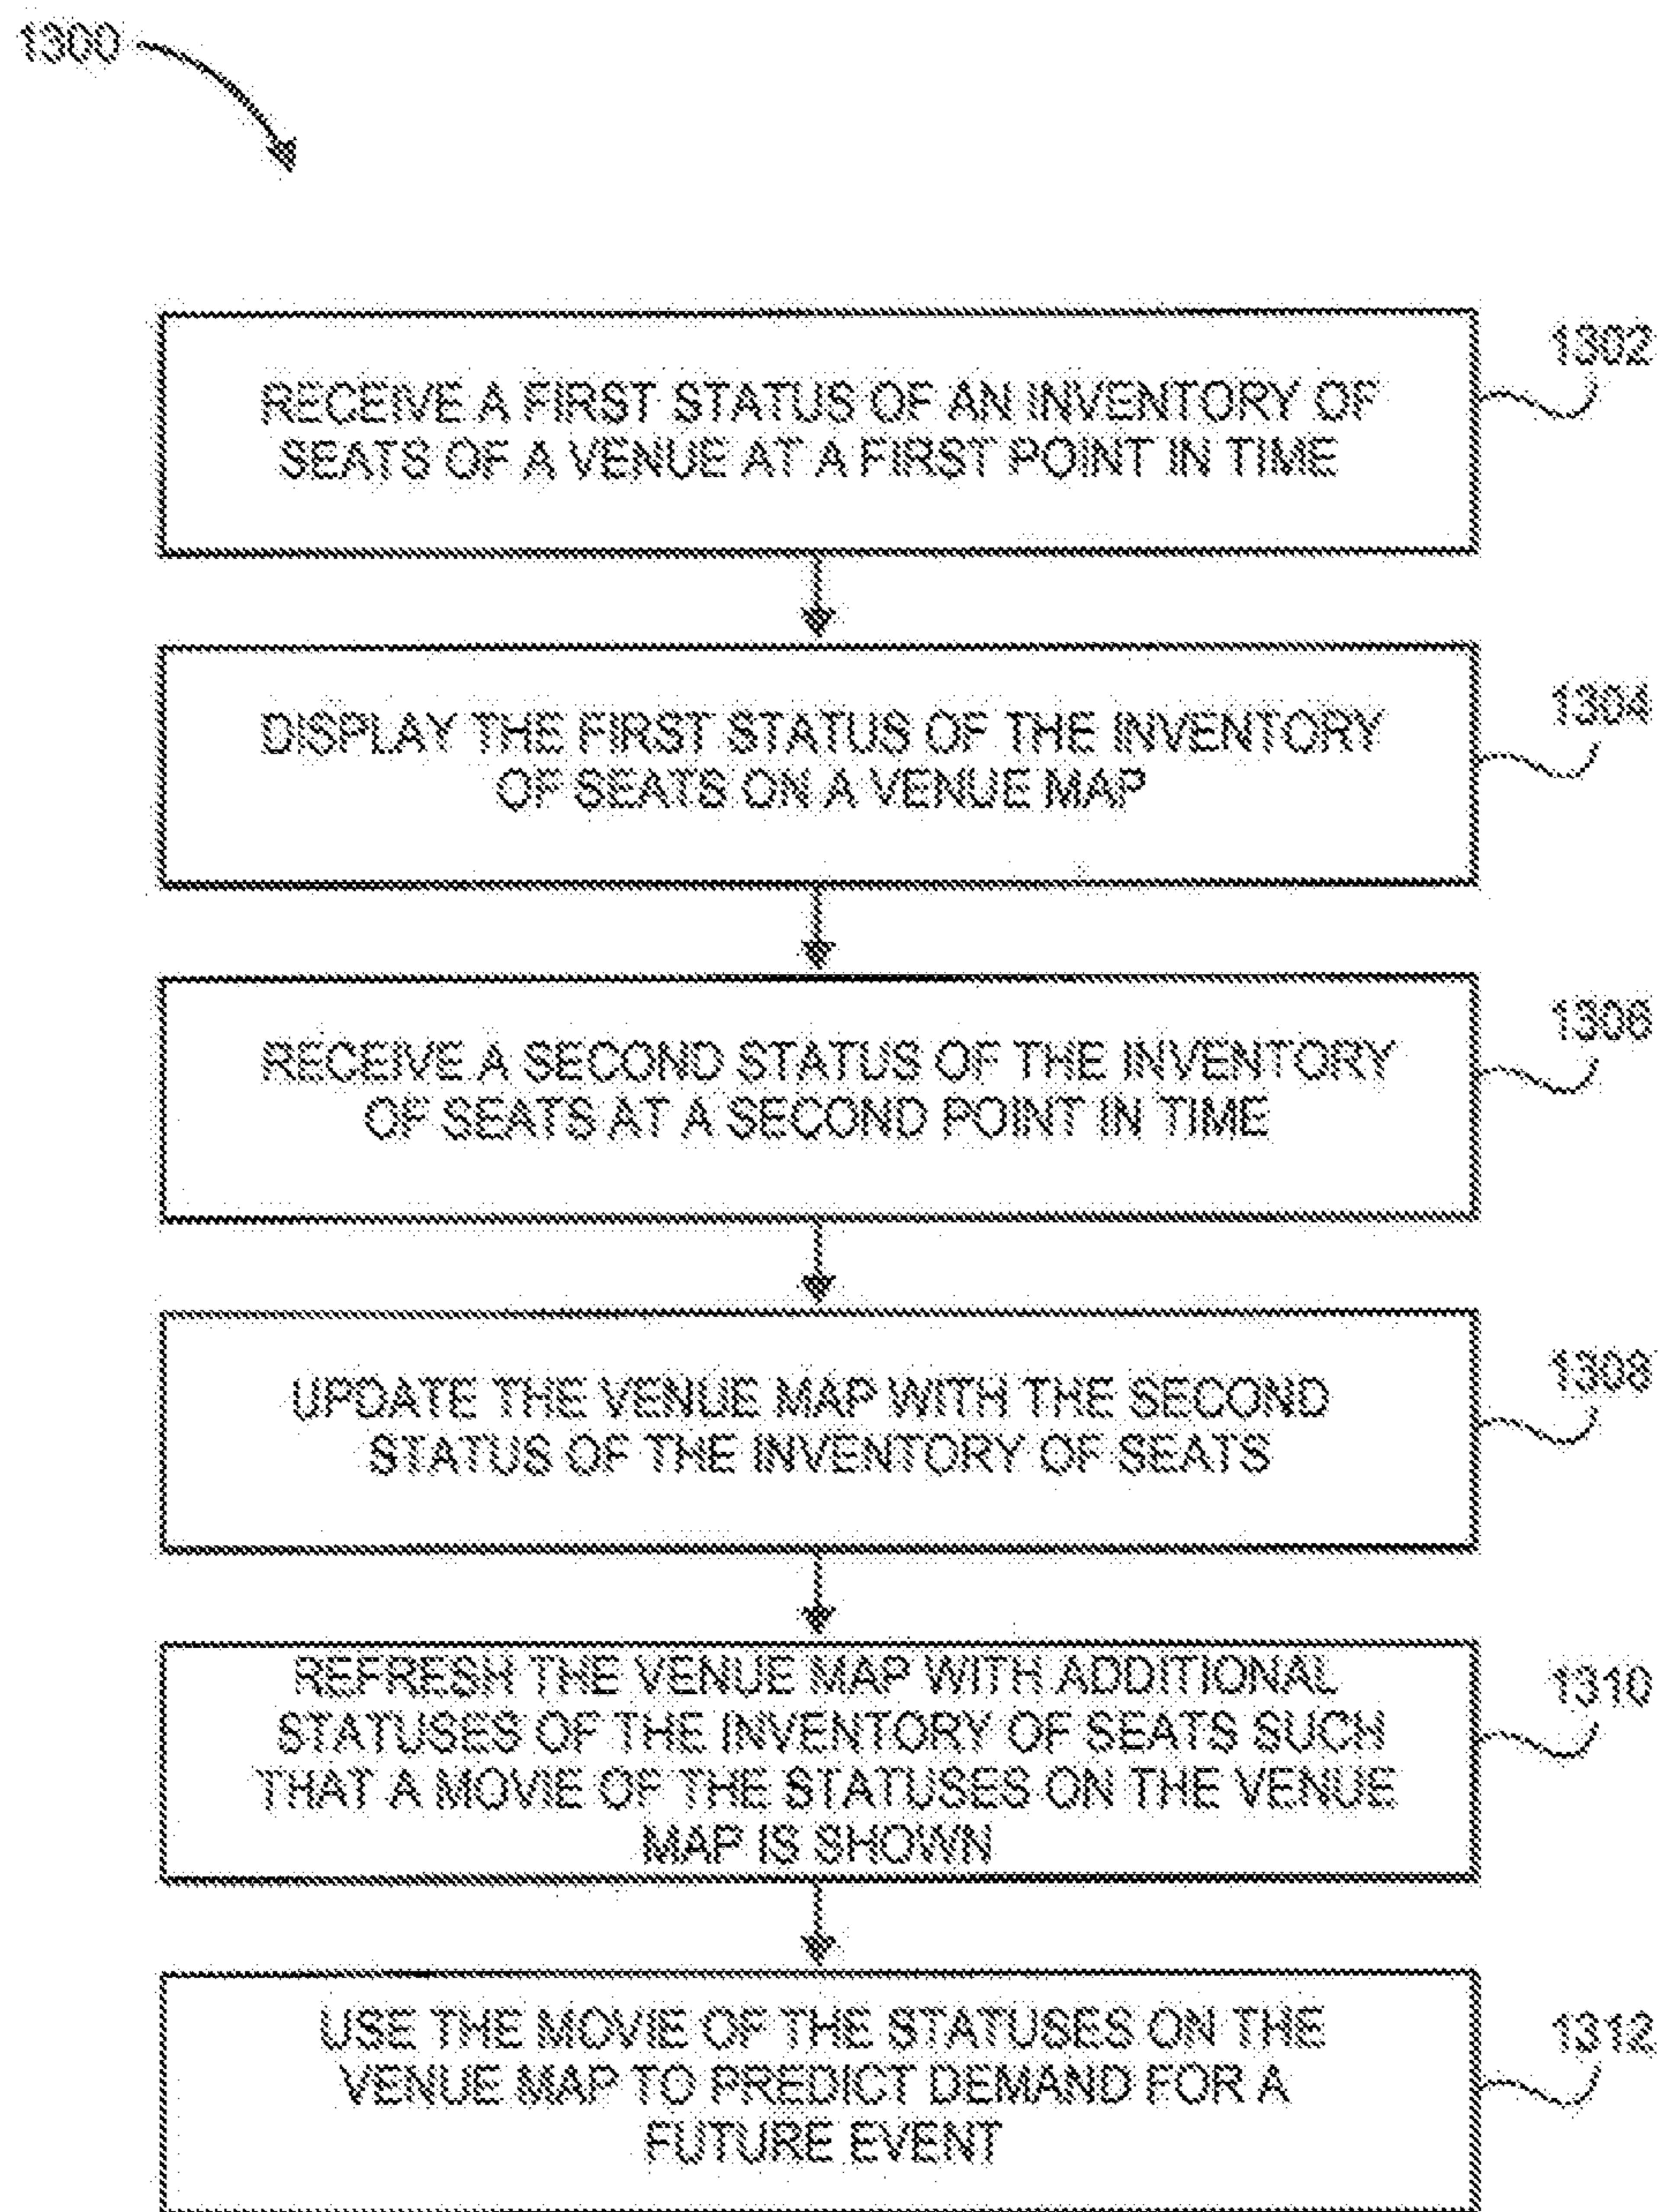 1300
RECEIVE A FIRST STATUS OF AN INVENTORY OF
SEATS OF A VENUE AT A FIRST POINT IN TIME
1302
DISPLAY THE FIRST STATUS OF THE INVENTORY
OF SEATS ON A VENUE MAP
1304
RECEIVE A SECOND STATUS OF THE INVENTORY
OF SEATS AT A SECOND POINT IN TIME
1306
UPDATE THE VENUE MAP WITH THE SECOND
STATUS OF THE INVENTORY OF SEATS
1308
REFRESH THE VENUE MAP WITH ADDITIONAL
STATUSES OF THE INVENTORY OF SEATS SUCH
THAT A MOVIE OF THE STATUSES ON THE VENUE
MAP IS SHOWN
1310
USE THE MOVIE OF THE STATUSES ON THE
VENUE MAP TO PREDICT DEMAND FOR A
FUTURE EVENT
1312